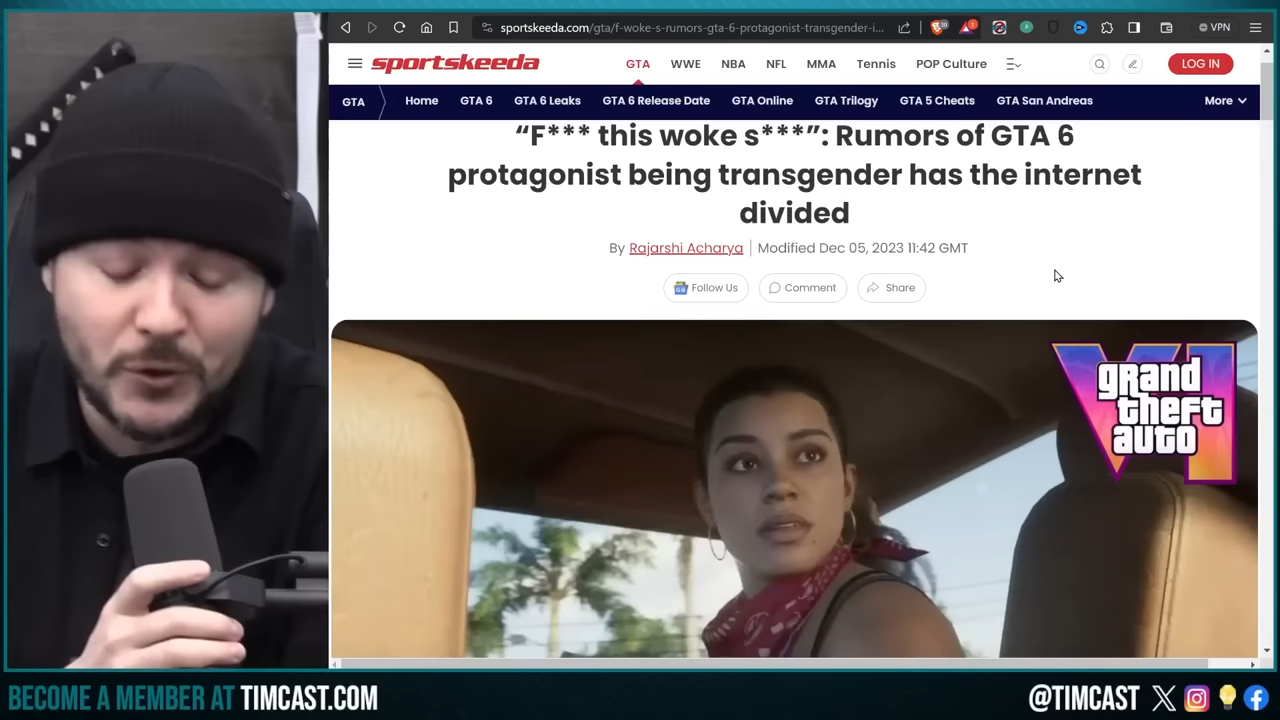 sportskeeda.com/gta/f-woke-s-rumors-gta-6-protagonist-transgender-i...
VPN
sportskeeda
GTA WWE NBA NFL MMA Tennis POP Culture
LOG IN
GTA Home GTA 6 GTA 6 Leaks GTA 6 Release Date GTA Online GTA Trilogy GTA 5 Cheats GTA San Andreas More
“F*** this woke s***”: Rumors of GTA 6
protagonist being transgender has the internet
divided
By Rajarshi Acharya | Modified Dec 05, 2023 11:42 GMT
Follow Us Comment Share
VI
grand
theft
auto
BECOME A MEMBER AT TIMCAST.COM
@TIMCAST